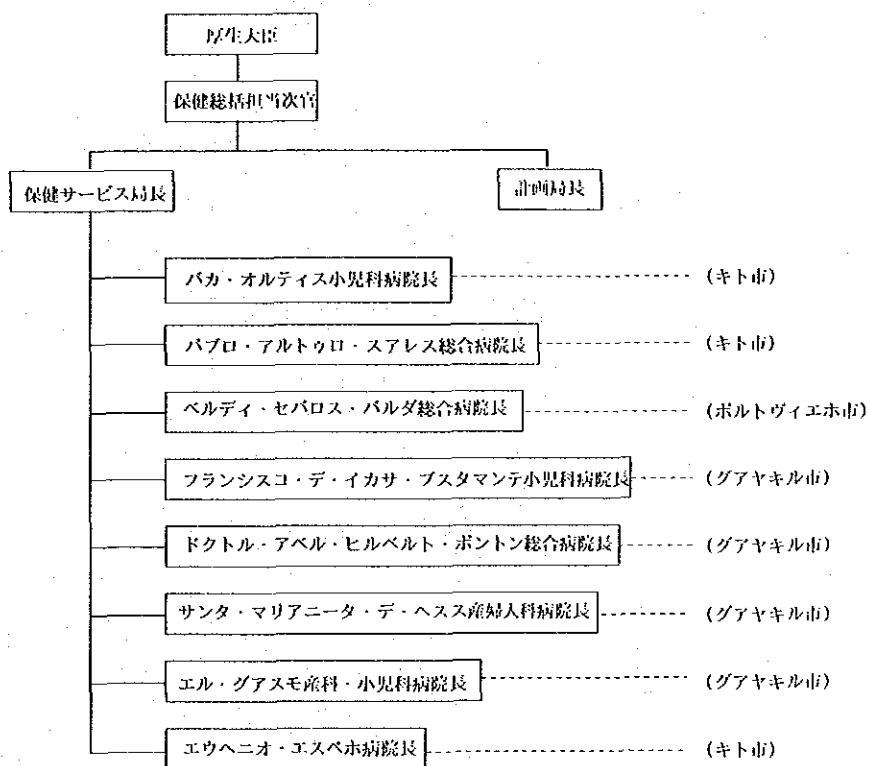 厚生大臣
保健総括担当次官
保健サービス局長
計画局長
バカ・オルティス小児科病院長 (キト市)
パブロ・アルトゥロ・スアレス総合病院長 (キト市)
ベルディ・セバロス・バルダ総合病院長 (ポルトヴィエホ市)
フランシスコ・デ・イカサ・ブスタマンテ小児科病院長 (グアヤキル市)
ドクトル・アベル・ヒルベルト・ポントン総合病院長 (グアヤキル市)
サンタ・マリアニータ・デ・ヘスス産婦人科病院長 (グアヤキル市)
エル・グアスモ産科・小児科病院長 (グアヤキル市)
エウヘニオ・エスペホ病院長 (キト市)